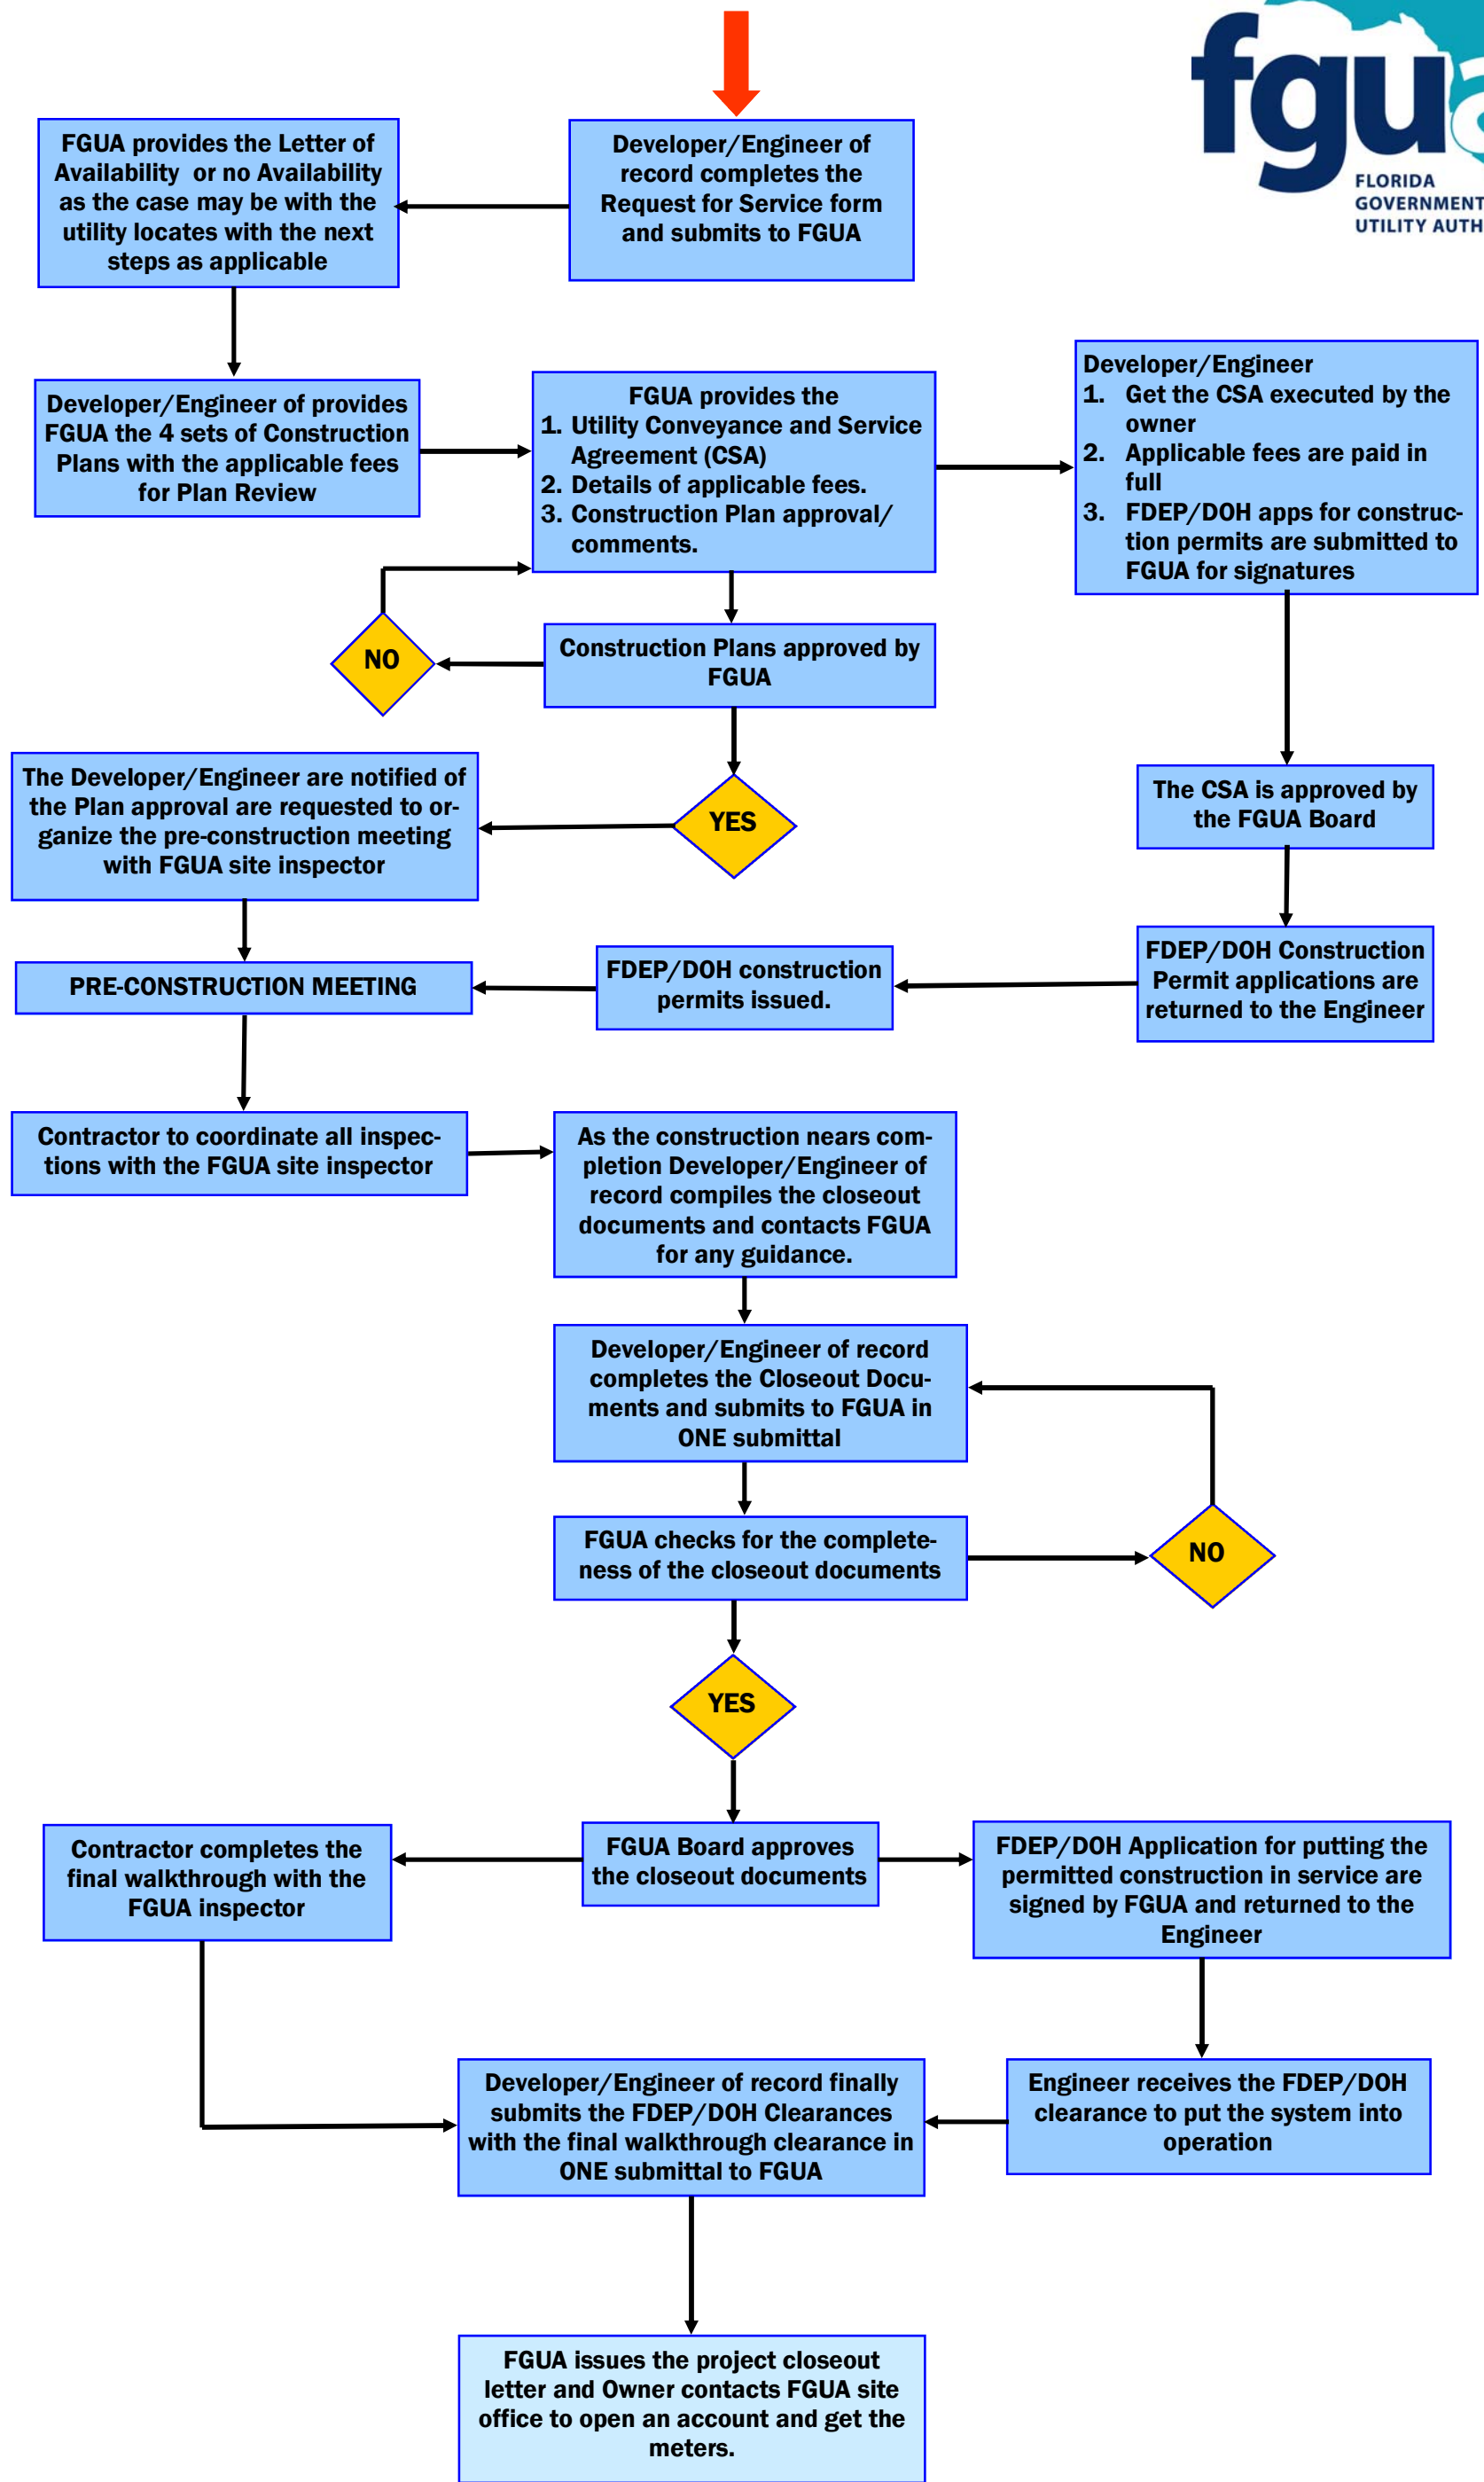 fgua
FLORIDA
GOVERNMENT
UTILITY AUTH
Developer/Engineer of
record completes the
Request for Service form
and submits to FGUA
FGUA provides the Letter of
Availability or no Availability
as the case may be with the
utility locates with the next
steps as applicable
Developer/Engineer of provides
FGUA the 4 sets of Construction
Plans with the applicable fees
for Plan Review
FGUA provides the
1. Utility Conveyance and Service
Agreement (CSA)
2. Details of applicable fees.
3. Construction Plan approval/
comments.
Developer/Engineer
1. Get the CSA executed by the
owner
2. Applicable fees are paid in
full
3. FDEP/DOH apps for construc-
tion permits are submitted to
FGUA for signatures
NO
Construction Plans approved by
FGUA
The Developer/Engineer are notified of
the Plan approval are requested to or-
ganize the pre-construction meeting
with FGUA site inspector
YES
The CSA is approved by
the FGUA Board
PRE-CONSTRUCTION MEETING
FDEP/DOH construction
permits issued.
FDEP/DOH Construction
Permit applications are
returned to the Engineer
Contractor to coordinate all inspec-
tions with the FGUA site inspector
As the construction nears com-
pletion Developer/Engineer of
record compiles the closeout
documents and contacts FGUA
for any guidance.
Developer/Engineer of record
completes the Closeout Docu-
ments and submits to FGUA in
ONE submittal
FGUA checks for the complete-
ness of the closeout documents
NO
YES
Contractor completes the
final walkthrough with the
FGUA inspector
FGUA Board approves
the closeout documents
FDEP/DOH Application for putting the
permitted construction in service are
signed by FGUA and returned to the
Engineer
Developer/Engineer of record finally
submits the FDEP/DOH Clearances
with the final walkthrough clearance in
ONE submittal to FGUA
Engineer receives the FDEP/DOH
clearance to put the system into
operation
FGUA issues the project closeout
letter and Owner contacts FGUA site
office to open an account and get the
meters.